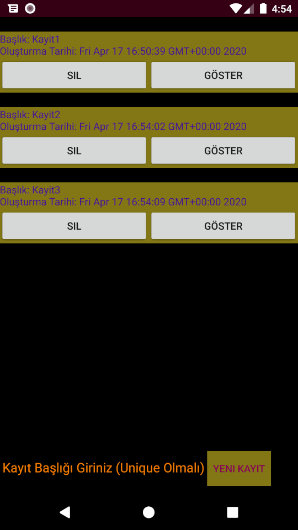 4:54
Başlık: Kayit1
Oluşturma Tarihi: Fri Apr 17 16:50:39 GMT+00:00 2020
SIL GÖSTER
Başlık: Kayit2
Oluşturma Tarihi: Fri Apr 17 16:54:02 GMT+00:00 2020
SIL GÖSTER
Başlık: Kayit3
Oluşturma Tarihi: Fri Apr 17 16:54:09 GMT+00:00 2020
SIL GÖSTER
Kayıt Başlığı Giriniz (Unique Olmalı) YENI KAYIT